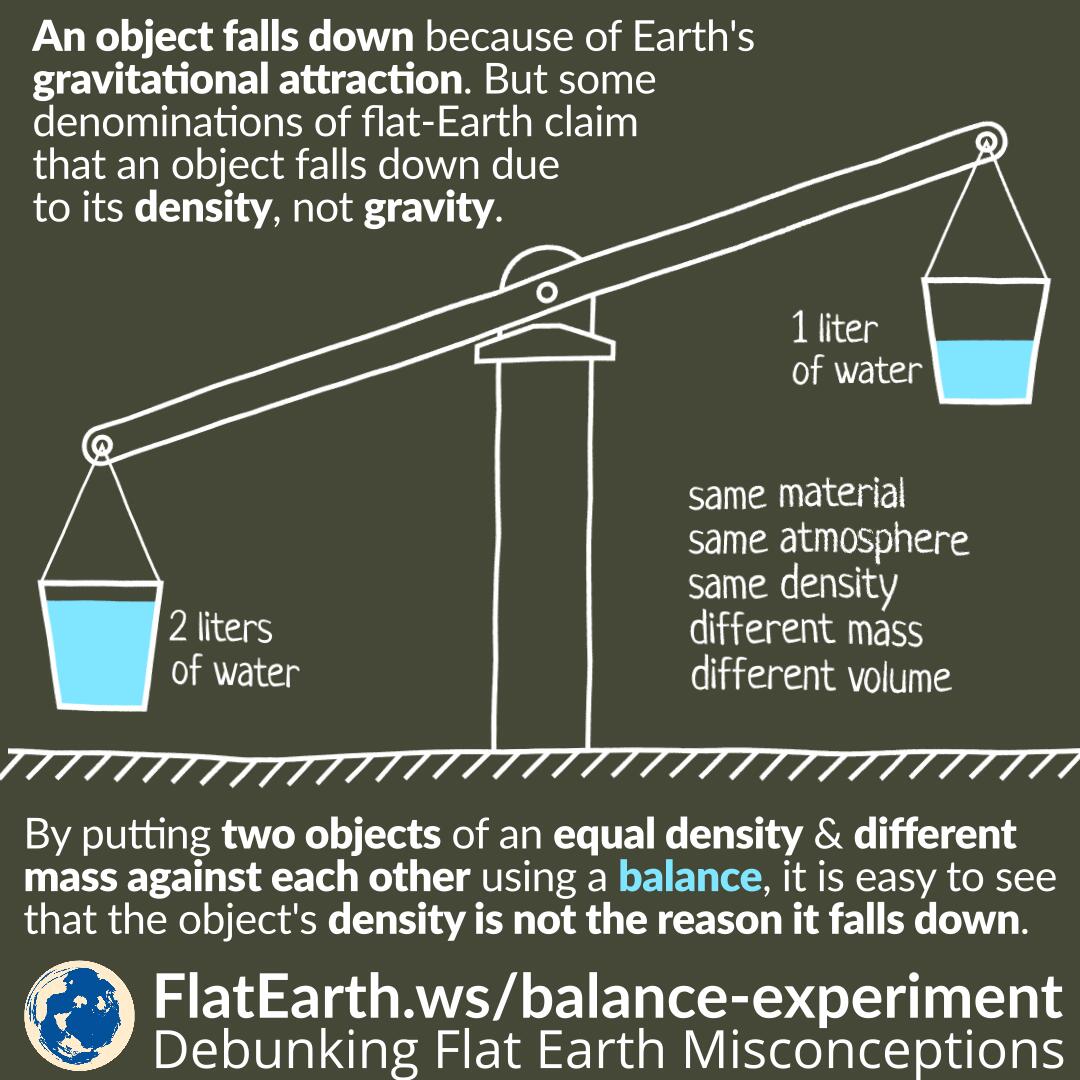 An object falls down because of Earth's
gravitational attraction. But some
denominations of flat-Earth claim
that an object falls down due
to its density, not gravity.
1 liter
of water
same material
same atmosphere
same density
different mass
different volume
2 liters
of water
By putting two objects of an equal density & different
mass against each other using a balance, it is easy to see
that the object's density is not the reason it falls down.
FlatEarth.ws/balance-experiment
Debunking Flat Earth Misconceptions